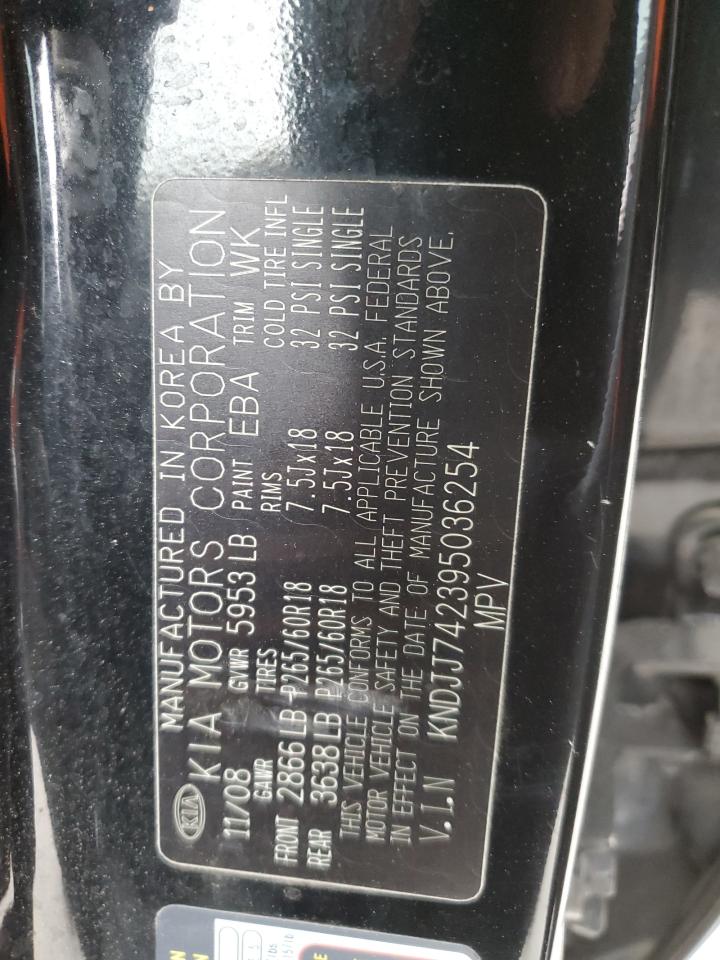 MANUFACTURED IN KOREA BY
KIA KIA MOTORS CORPORATION
11/08 GVWR 5953 LB PAINT EBA TRIM WK
GAWR TIRES RIMS COLD TIRE INFL
FRONT 2866 LB P265/60R18 7.5Jx18 32 PSI SINGLE
REAR 3638 LB P265/60R18 7.5Jx18 32 PSI SINGLE
THIS VEHICLE CONFORMS TO ALL APPLICABLE U.S.A. FEDERAL
MOTOR VEHICLE SAFETY AND THEFT PREVENTION STANDARDS
IN EFFECT ON THE DATE OF MANUFACTURE SHOWN ABOVE.
V.I.N KNDJJ742395036254
MPV